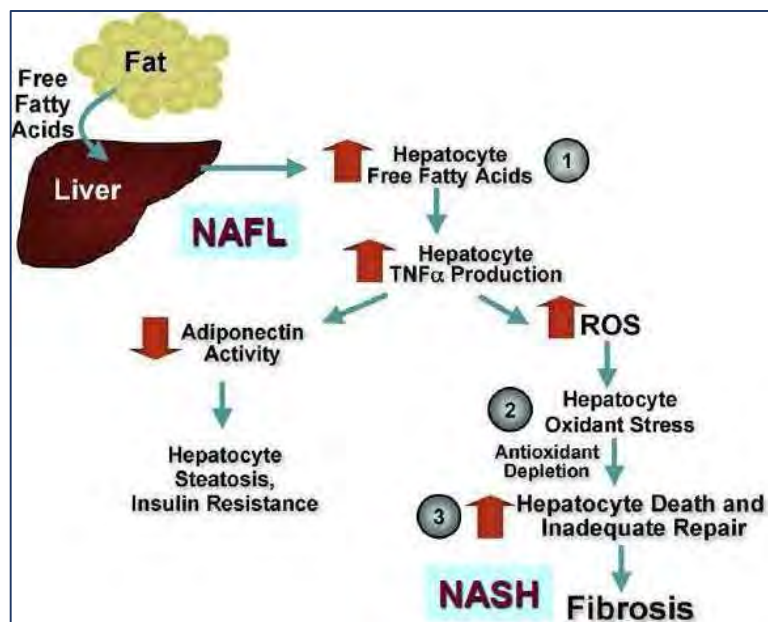 Fat
Free
Fatty
Acids
Liver
NAFL
Hepatocyte
Free Fatty Acids
1
Hepatocyte
TNFα Production
Adiponectin
Activity
Hepatocyte
Steatosis,
Insulin Resistance
ROS
2
Hepatocyte
Oxidant Stress
Antioxidant
Depletion
3
Hepatocyte Death and
Inadequate Repair
NASH
Fibrosis